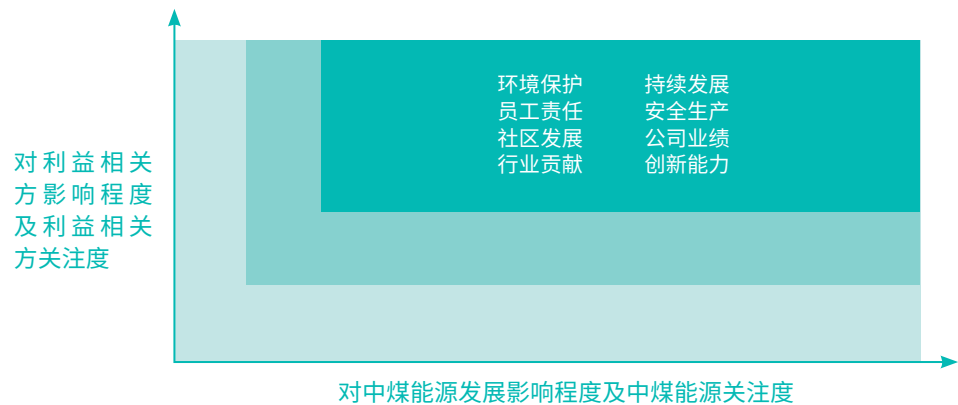 环境保护 持续发展
员工责任 安全生产
社区发展 公司业绩
行业贡献 创新能力
对利益相关
方影响程度
及利益相关
方关注度
对中煤能源发展影响程度及中煤能源关注度